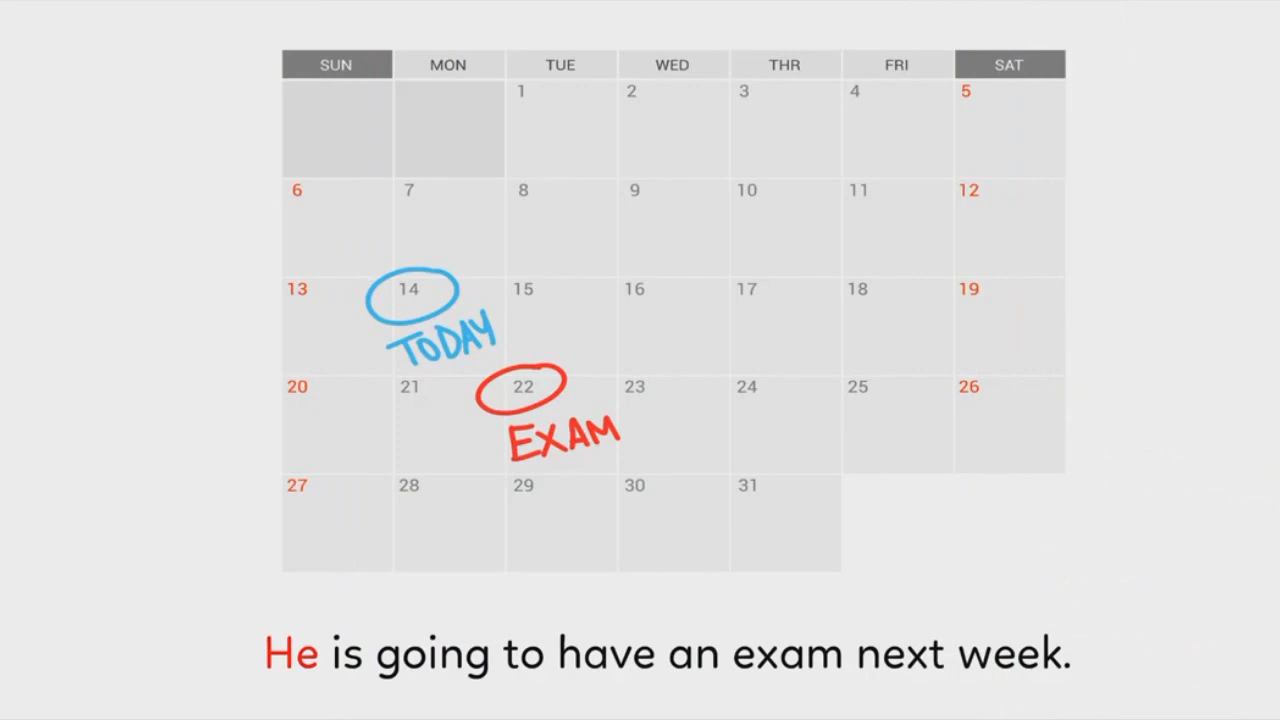 SUN MON TUE WED THR FRI SAT
1 2 3 4 5
6 7 8 9 10 11 12
13 14 15 16 17 18 19
TODAY
20 21 22 23 24 25 26
EXAM
27 28 29 30 31
He is going to have an exam next week.